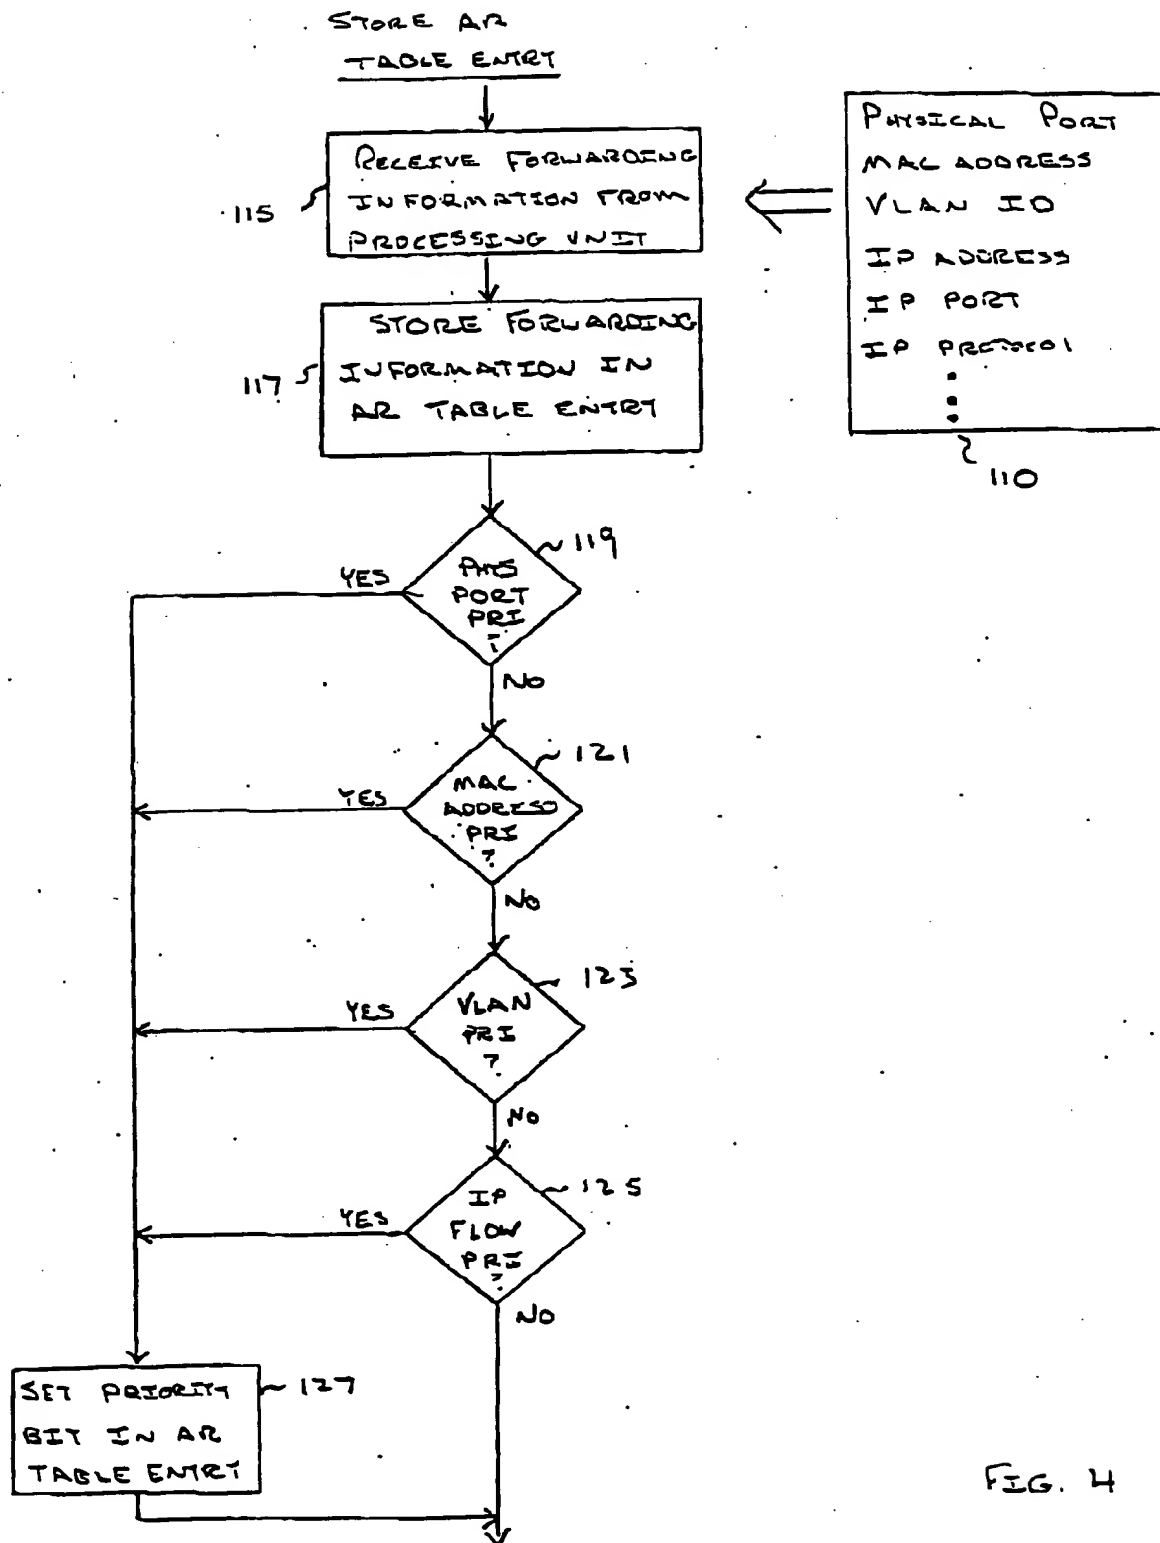 STORE AR
TABLE ENTRY
RECEIVE FORWARDING
INFORMATION FROM
PROCESSING UNIT
115
PHYSICAL PORT
MAC ADDRESS
VLAN ID
IP ADDRESS
IP PORT
IP PROTOCOL
110
STORE FORWARDING
INFORMATION IN
AR TABLE ENTRY
117
PHYS
PORT
PRI
?
119
YES
NO
MAC
ADDRESS
PRI
?
121
YES
NO
VLAN
PRI
?
123
YES
NO
IP
FLOW
PRI
?
125
YES
NO
SET PRIORITY
BIT IN AR
TABLE ENTRY
127
FIG. 4